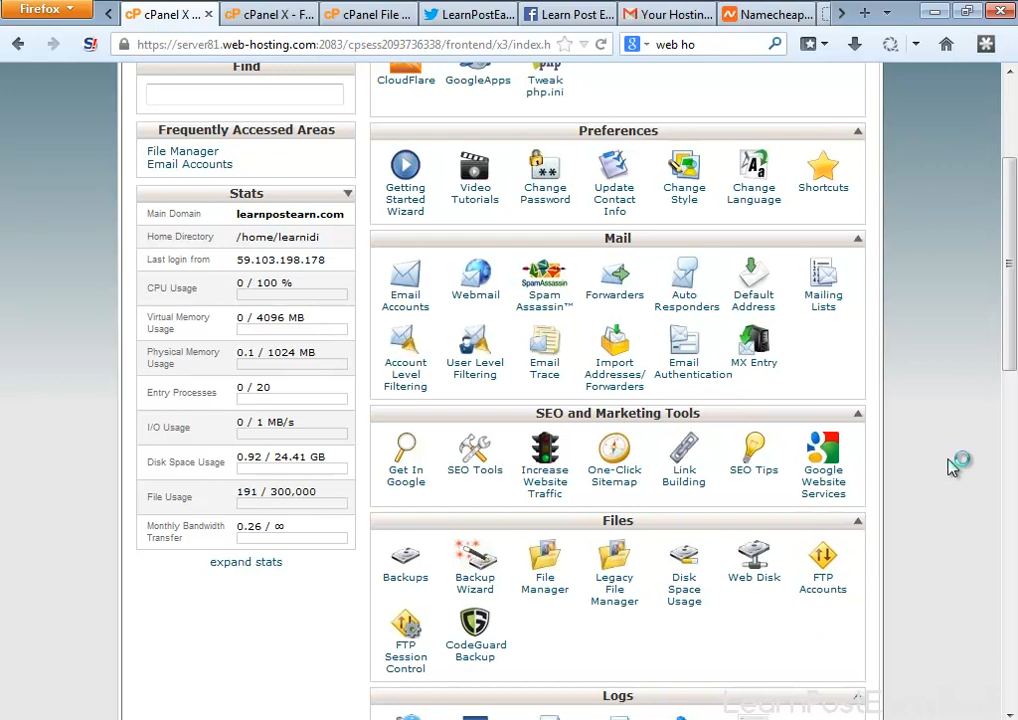 Firefox
cPanel X ...
cPanel X - F...
cPanel File ...
LearnPostEa...
Learn Post E...
Your Hostin...
Namecheap...
https://server81.web-hosting.com:2083/cpsess2093736338/frontend/x3/index.h
web ho
Find
Frequently Accessed Areas
File Manager
Email Accounts
Stats
Main Domain learnpostearn.com
Home Directory /home/learnidi
Last login from 59.103.198.178
CPU Usage 0 / 100 %
Virtual Memory Usage 0 / 4096 MB
Physical Memory Usage 0.1 / 1024 MB
Entry Processes 0 / 20
I/O Usage 0 / 1 MB/s
Disk Space Usage 0.92 / 24.41 GB
File Usage 191 / 300,000
Monthly Bandwidth Transfer 0.26 / ∞
expand stats
CloudFlare
GoogleApps
Tweak php.ini
Preferences
Getting Started Wizard
Video Tutorials
Change Password
Update Contact Info
Change Style
Change Language
Shortcuts
Mail
Email Accounts
Webmail
Spam Assassin™
Forwarders
Auto Responders
Default Address
Mailing Lists
Account Level Filtering
User Level Filtering
Email Trace
Import Addresses/ Forwarders
Email Authentication
MX Entry
SEO and Marketing Tools
Get In Google
SEO Tools
Increase Website Traffic
One-Click Sitemap
Link Building
SEO Tips
Google Website Services
Files
Backups
Backup Wizard
File Manager
Legacy File Manager
Disk Space Usage
Web Disk
FTP Accounts
FTP Session Control
CodeGuard Backup
Logs